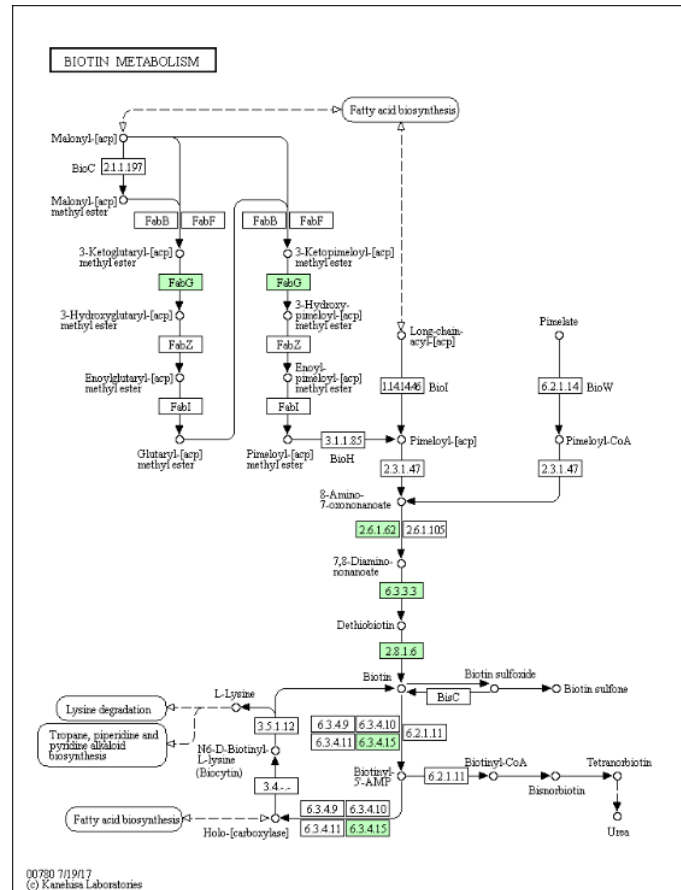 BIOTIN METABOLISM
Fatty acid biosynthesis
Malonyl-[acp]
BioC
2.1.1.197
Malonyl-[acp]
methyl ester
FabB
FabF
FabB
FabF
3-Ketoglutaryl-[acp]
methyl ester
3-Ketopimeloyl-[acp]
methyl ester
FabG
FabG
3-Hydroxyglutaryl-[acp]
methyl ester
3-Hydroxy-
pimeloyl-[acp]
methyl ester
Long-chain-
acyl-[acp]
Pimelate
FabZ
FabZ
Enoylglutaryl-[acp]
methyl ester
Enoyl-
pimeloyl-[acp]
methyl ester
1.14.14.46
BioI
6.2.1.14
BioW
FabI
FabI
Glutaryl-[acp]
methyl ester
Pimeloyl-[acp]
methyl ester
3.1.1.85
BioH
Pimeloyl-[acp]
Pimeloyl-CoA
2.3.1.47
2.3.1.47
8-Amino-
7-oxononanoate
2.6.1.62
2.6.1.105
7,8-Diamino-
nonanoate
6.3.3.3
Dethiobiotin
2.8.1.6
Biotin
Biotin sulfoxide
Biotin sulfone
BisC
L-Lysine
Lysine degradation
Tropane, piperidine and
pyridine alkaloid
biosynthesis
3.5.1.12
6.3.4.9
6.3.4.10
6.3.4.11
6.3.4.15
6.2.1.11
N6-D-Biotinyl-
L-lysine
(Biocytin)
3.4.-.-
Biotinyl-
5'-AMP
6.2.1.11
Biotinyl-CoA
Bisnorbiotin
Tetranorbiotin
Urea
Fatty acid biosynthesis
Holo-[carboxylase]
6.3.4.9
6.3.4.10
6.3.4.11
6.3.4.15
00780 7/19/17
(c) Kanehisa Laboratories